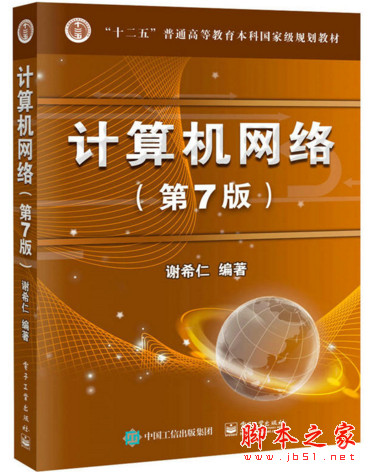 “十二五”普通高等教育本科国家级规划教材
计算机网络
(第7版)
谢希仁 编著
中国工信出版集团
计算机网络(第7版)
谢希仁 编著
电子工业出版社
脚本之家
www.jb51.net